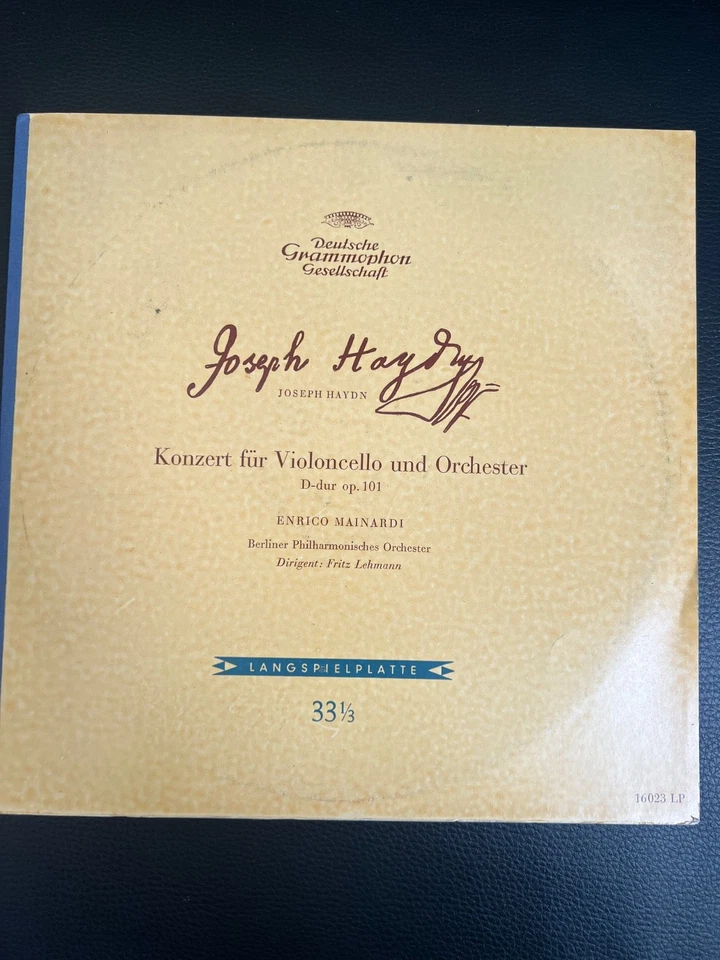 Deutsche
Grammophon
Gesellschaft
Joseph Haydn
JOSEPH HAYDN
Konzert für Violoncello und Orchester
D-dur op. 101
ENRICO MAINARDI
Berliner Philharmonisches Orchester
Dirigent: Fritz Lehmann
LANGSPIELPLATTE
33⅓
16023 LP